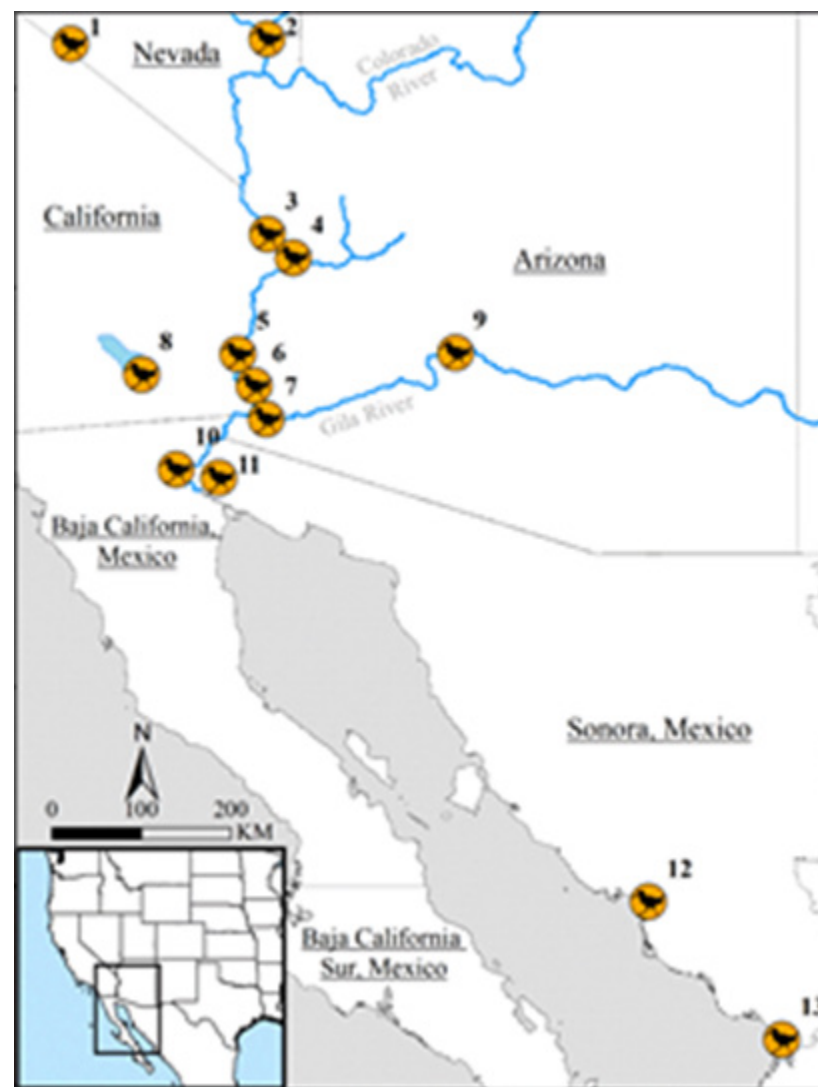 1
2
Nevada
Colorado
River
3
California
4
Arizona
5
9
8
6
7
Gila River
10
11
Baja California,
Mexico
Sonora, Mexico
N
0 100 200
KM
12
Baja California
Sur, Mexico
13